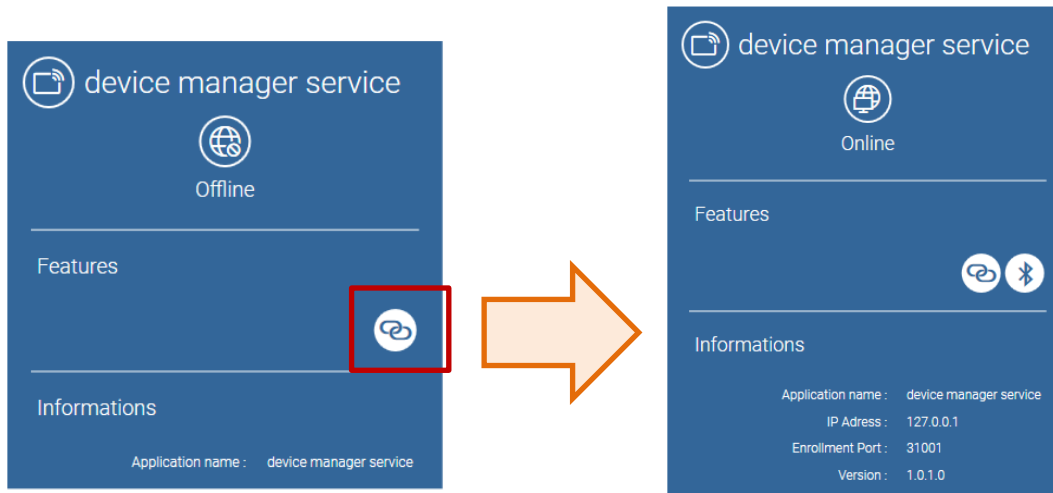 device manager service
Offline
Features
Informations
Application name : device manager service
device manager service
Online
Features
Informations
Application name : device manager service
IP Adress : 127.0.0.1
Enrollment Port : 31001
Version : 1.0.1.0